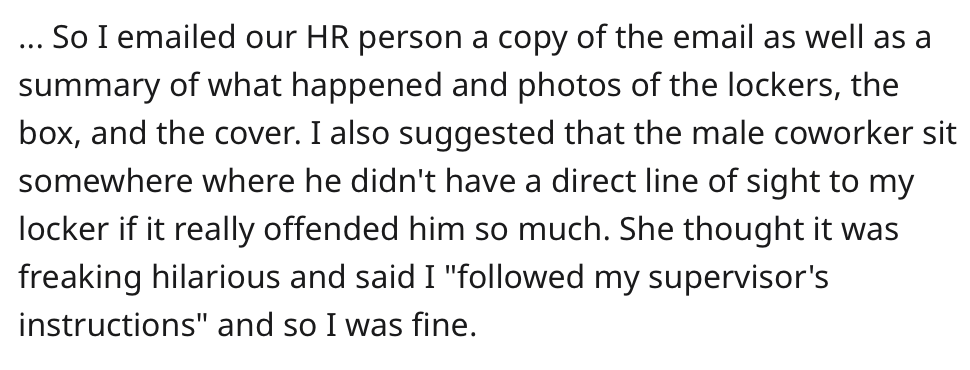 ... So I emailed our HR person a copy of the email as well as a
summary of what happened and photos of the lockers, the
box, and the cover. I also suggested that the male coworker sit
somewhere where he didn't have a direct line of sight to my
locker if it really offended him so much. She thought it was
freaking hilarious and said I "followed my supervisor's
instructions" and so I was fine.